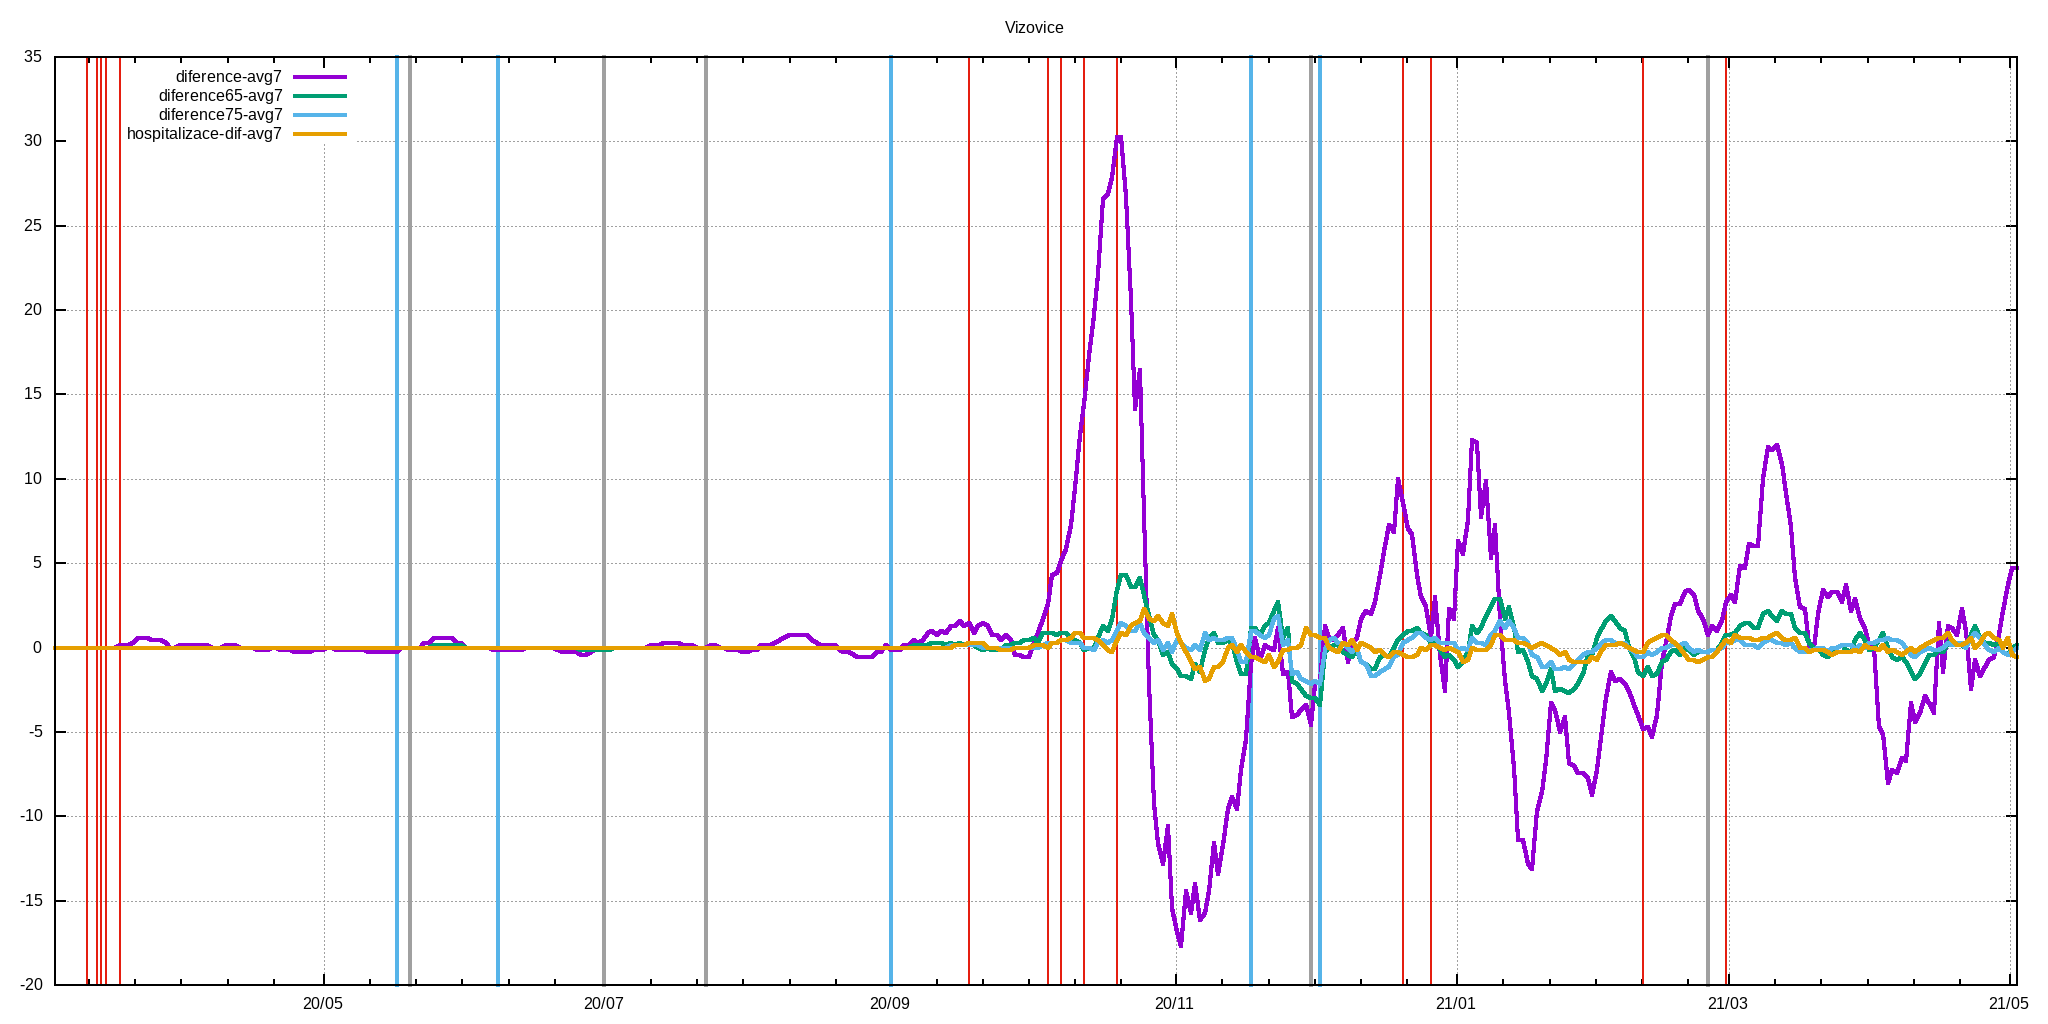 Vizovice
35
diference-avg7
diference65-avg7
diference75-avg7
hospitalizace-dif-avg7
30
25
20
15
10
5
0
-5
-10
-15
-20
20/05 20/07 20/09 20/11 21/01 21/03 21/05